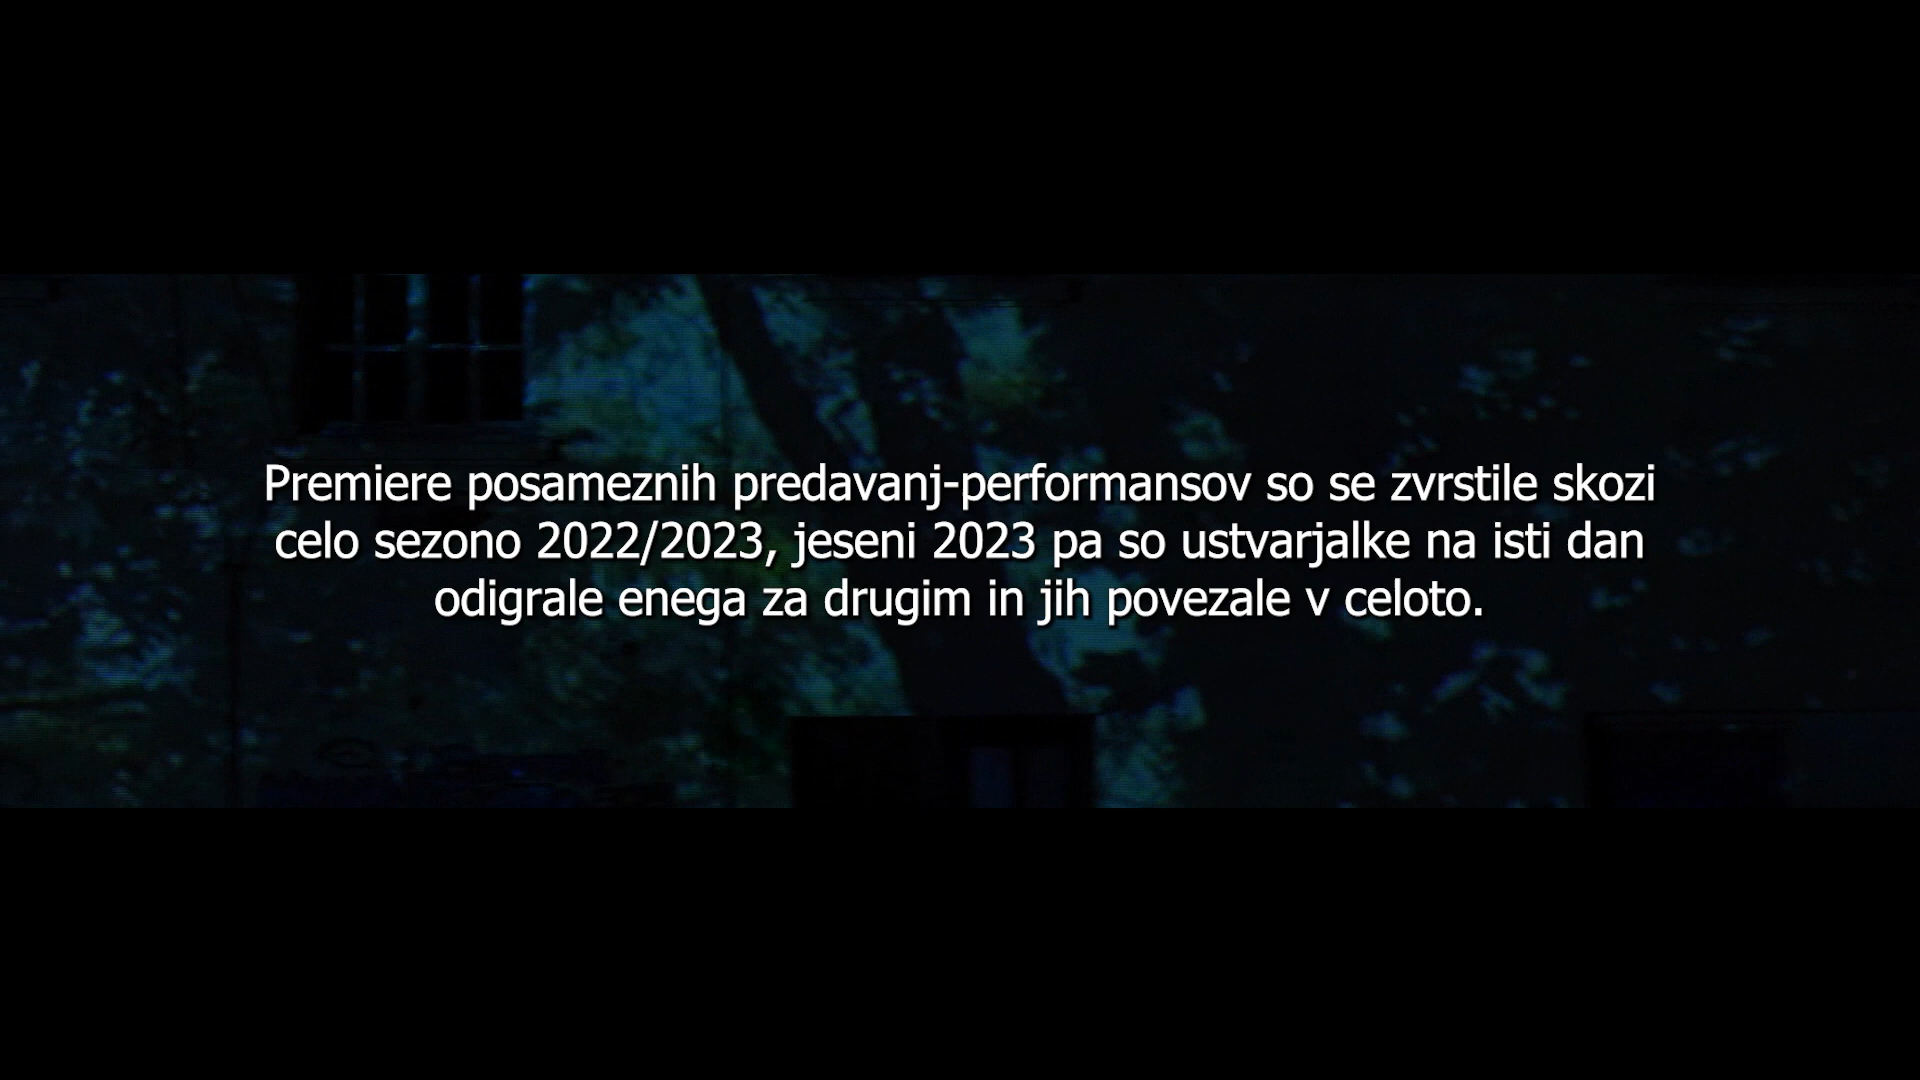 Premiere posameznih predavanj-performansov so se zvrstile skozi
celo sezono 2022/2023, jeseni 2023 pa so ustvarjalke na isti dan
odigrale enega za drugim in jih povezale v celoto.